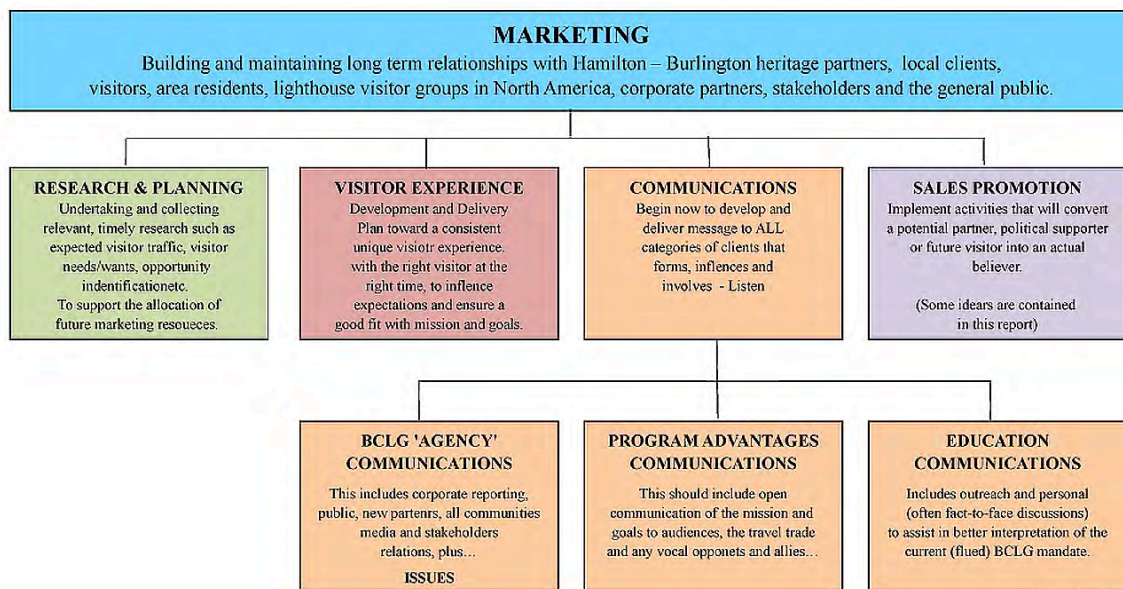 MARKETING
Building and maintaining long term relationships with Hamilton – Burlington heritage partners, local clients,
visitors, area residents, lighthouse visitor groups in North America, corporate partners, stakeholders and the general public.
RESEARCH & PLANNING
Undertaking and collecting
relevant, timely research such as
expected visitor traffic, visitor
needs/wants, opportunity
indentificationetc.
To support the allocation of
future marketing resoueces.
VISITOR EXPERIENCE
Development and Delivery
Plan toward a consistent
unique visiotr experience.
with the right visitor at the
right time, to inflence
expectations and ensure a
good fit with mission and goals.
COMMUNICATIONS
Begin now to develop and
deliver message to ALL
categories of clients that
forms, inflences and
involves - Listen
SALES PROMOTION
Implement activities that will convert
a potential partner, political supporter
or future visitor into an actual
believer.
(Some idears are contained
in this report)
BCLG 'AGENCY'
COMMUNICATIONS
This includes corporate reporting,
public, new partenrs, all communities
media and stakeholders
relations, plus…
ISSUES
PROGRAM ADVANTAGES
COMMUNICATIONS
This should include open
communication of the mission and
goals to audiences, the travel trade
and any vocal opponets and allies…
EDUCATION
COMMUNICATIONS
Includes outreach and personal
(often fact-to-face discussions)
to assist in better interpretation of the
current (flued) BCLG mandate.